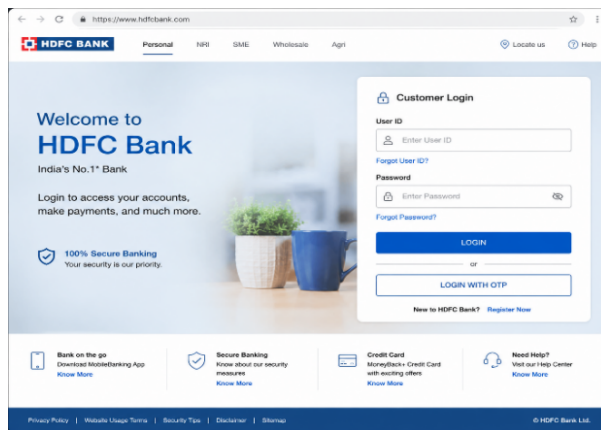 https://www.hdfcbank.com
HDFC BANK
Personal
NRI
SME
Wholesale
Agri
Locate us
Help
Welcome to
HDFC Bank
India's No.1* Bank
Login to access your accounts,
make payments, and much more.
100% Secure Banking
Your security is our priority.
Customer Login
User ID
Enter User ID
Forgot User ID?
Password
Enter Password
Forgot Password?
LOGIN
or
LOGIN WITH OTP
New to HDFC Bank? Register Now
Bank on the go
Download MobileBanking App
Know More
Secure Banking
Know about our security
measures
Know More
Credit Card
MoneyBack+ Credit Card
with exciting offers
Know More
Need Help?
Visit our Help Center
Know More
Privacy Policy | Website Usage Terms | Security Tips | Disclaimer | Sitemap
© HDFC Bank Ltd.